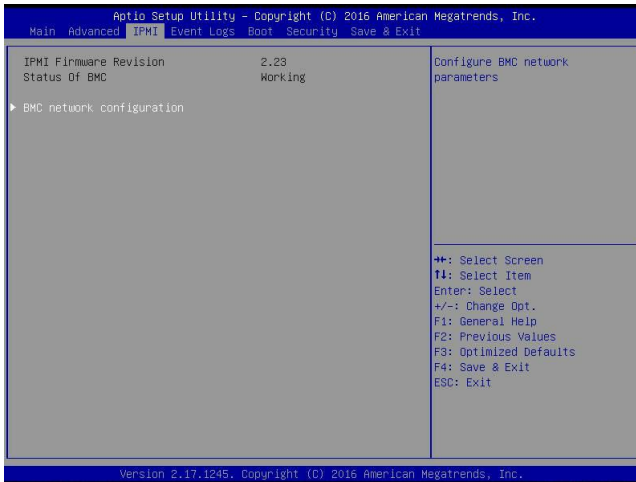 Aptio Setup Utility – Copyright (C) 2016 American Megatrends, Inc.
Main Advanced IPMI Event Logs Boot Security Save & Exit
IPMI Firmware Revision 2.23
Status Of BMC Working
▶ BMC network configuration
Configure BMC network
parameters
→←: Select Screen
↑↓: Select Item
Enter: Select
+/-: Change Opt.
F1: General Help
F2: Previous Values
F3: Optimized Defaults
F4: Save & Exit
ESC: Exit
Version 2.17.1245. Copyright (C) 2016 American Megatrends, Inc.